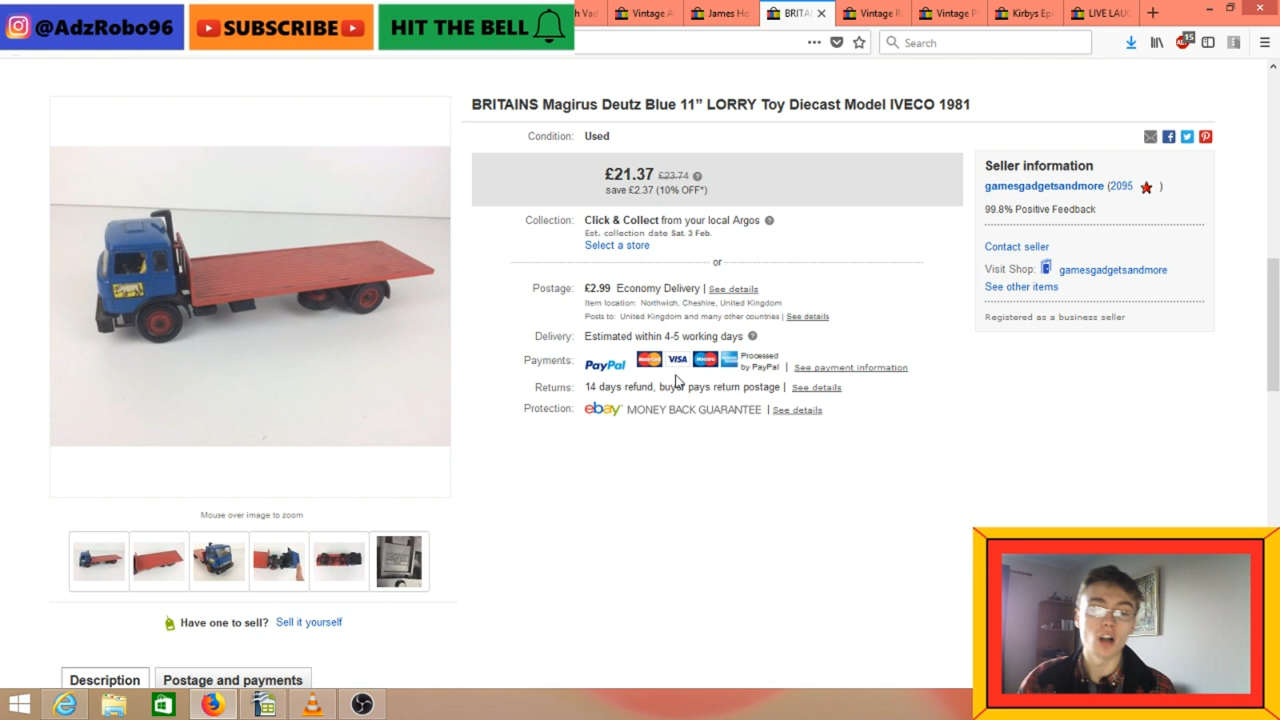 @AdzRobo96
SUBSCRIBE
HIT THE BELL
Vintage
James Ho
BRITA
Vintage
Vintage
Kirbys Epi
LIVE LAU
Search
15
BRITAINS Magirus Deutz Blue 11” LORRY Toy Diecast Model IVECO 1981
Condition: Used
£21.37 £23.74
save £2.37 (10% OFF*)
Collection: Click & Collect from your local Argos
Est. collection date Sat. 3 Feb.
Select a store
or
Postage: £2.99 Economy Delivery | See details
Item location: Northwich, Cheshire, United Kingdom
Posts to: United Kingdom and many other countries | See details
Delivery: Estimated within 4-5 working days
Payments: PayPal MasterCard VISA Maestro Processed
by PayPal | See payment information
Returns: 14 days refund, buyer pays return postage | See details
Protection: ebay MONEY BACK GUARANTEE | See details
Seller information
gamesgadgetsandmore (2095 )
99.8% Positive Feedback
Contact seller
Visit Shop: gamesgadgetsandmore
See other items
Registered as a business seller
Mouse over image to zoom
Have one to sell? Sell it yourself
Description
Postage and payments